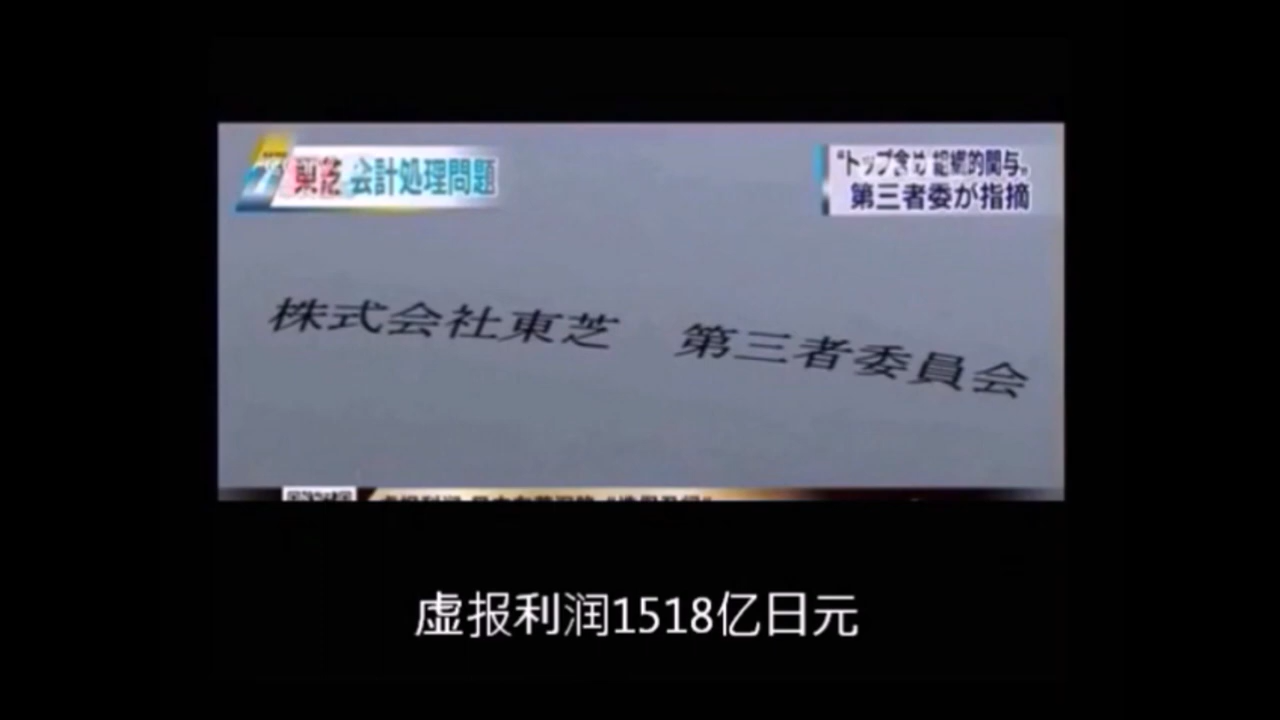 東芝 会計処理問題
“トップ含め 組織的関与”
第三者委が指摘
株式会社東芝 第三者委員会
虚报利润1518亿日元